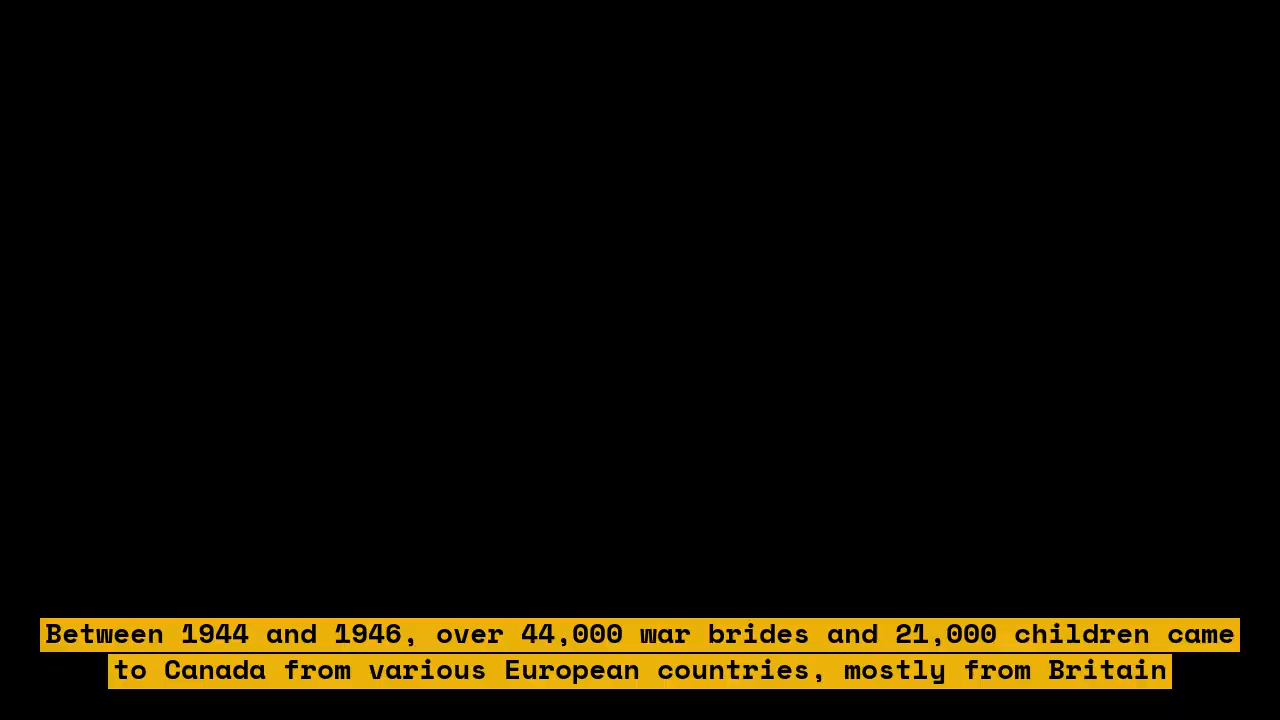 Between 1944 and 1946, over 44,000 war brides and 21,000 children came
to Canada from various European countries, mostly from Britain